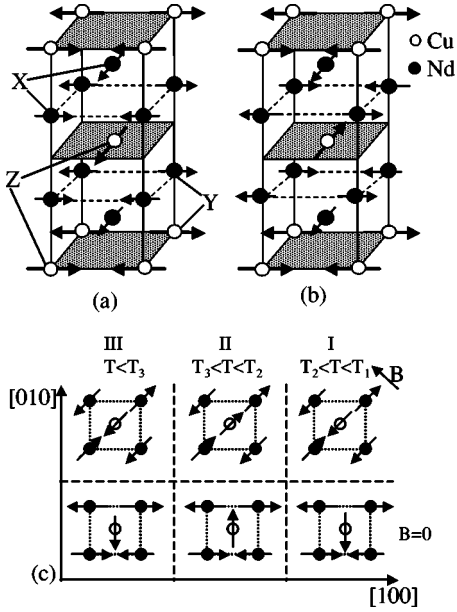 Cu
Nd
X
Z
Y
(a)
(b)
III
T<T3
II
T3<T<T2
I
T2<T<T1
B
[010]
B=0
(c)
[100]